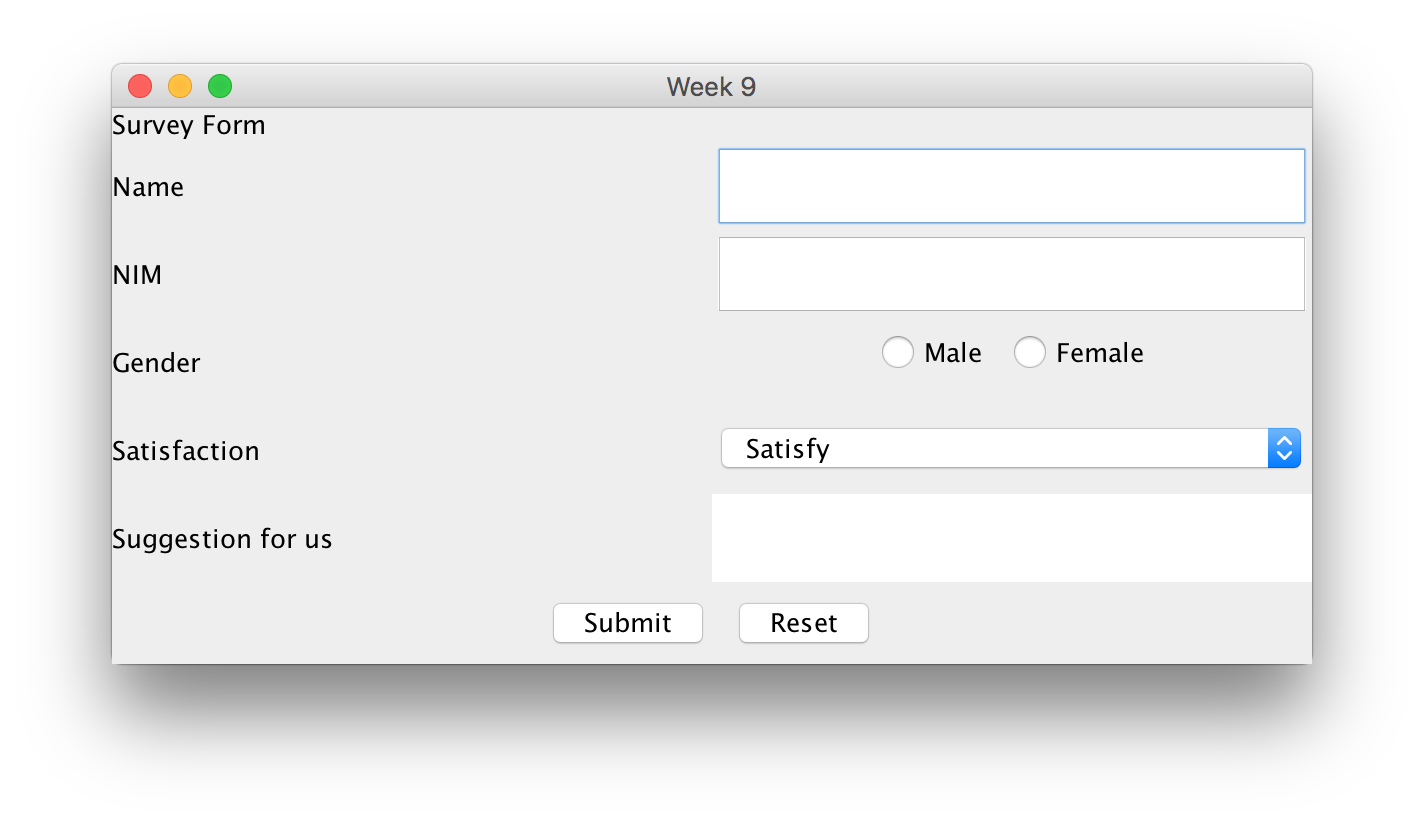 Week 9
Survey Form
Name
NIM
Gender
Male Female
Satisfaction
Satisfy
Suggestion for us
Submit Reset